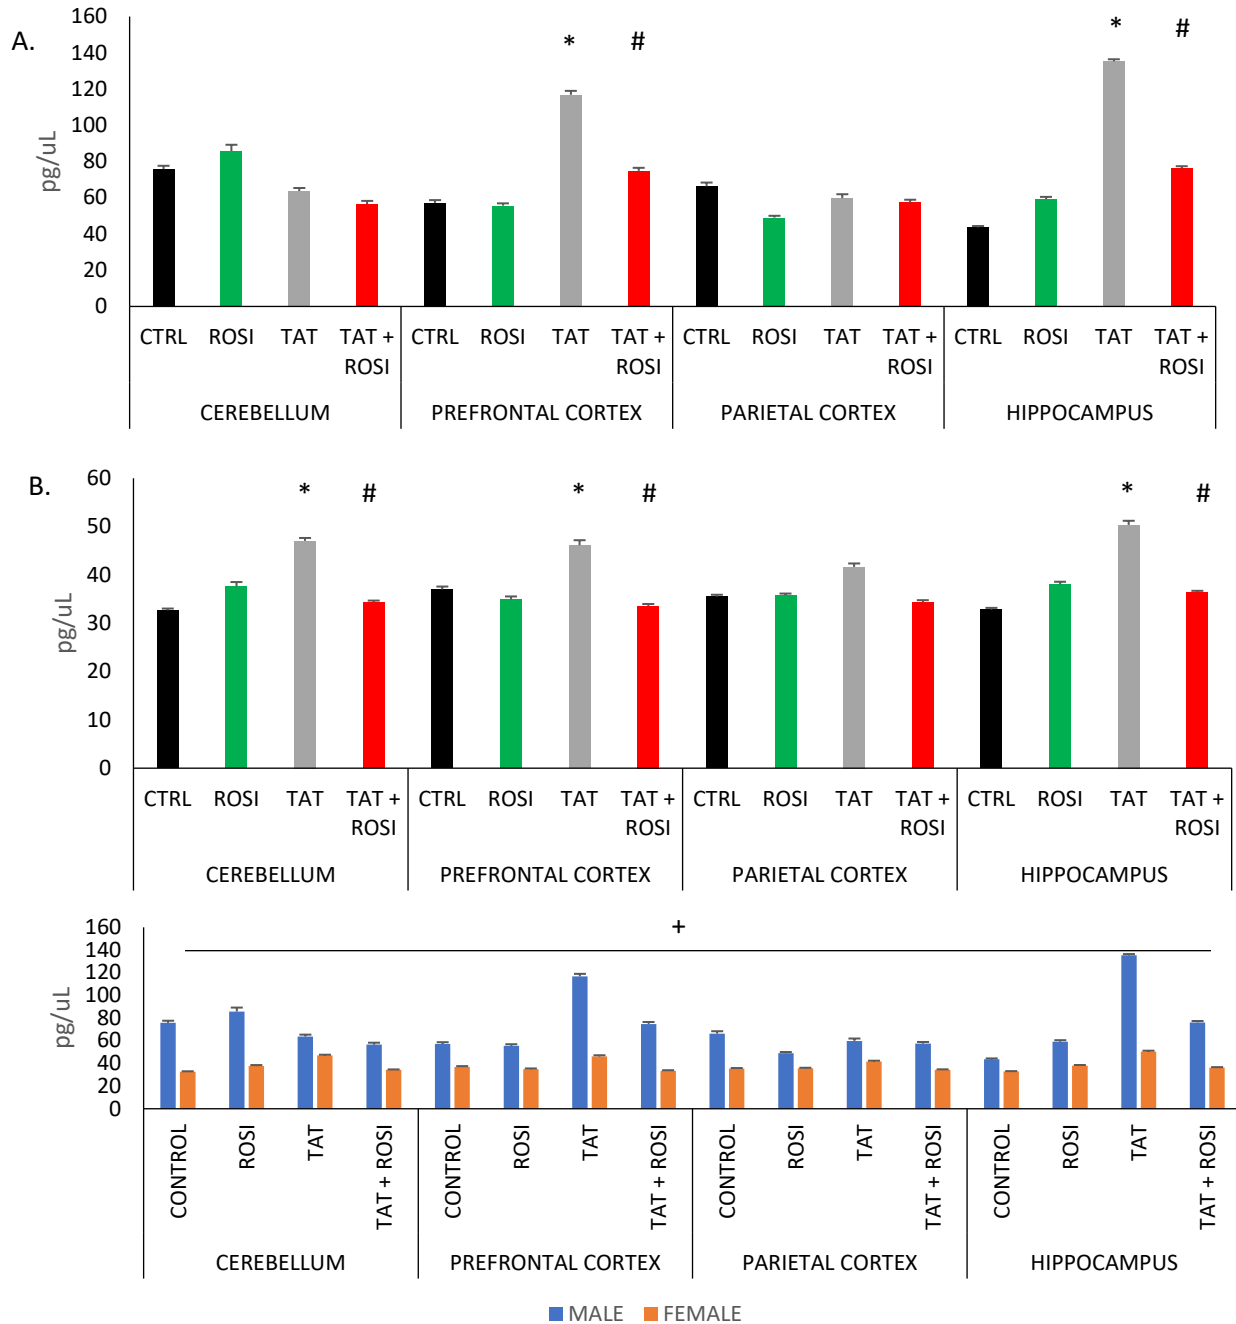 A.
pg/uL
160
140
120
100
80
60
40
20
0
* # * #
CTRL ROSI TAT TAT + ROSI CTRL ROSI TAT TAT + ROSI CTRL ROSI TAT TAT + ROSI CTRL ROSI TAT TAT + ROSI
CEREBELLUM PREFRONTAL CORTEX PARIETAL CORTEX HIPPOCAMPUS
B.
pg/uL
60
50
40
30
20
10
0
* # * # * #
CTRL ROSI TAT TAT + ROSI CTRL ROSI TAT TAT + ROSI CTRL ROSI TAT TAT + ROSI CTRL ROSI TAT TAT + ROSI
CEREBELLUM PREFRONTAL CORTEX PARIETAL CORTEX HIPPOCAMPUS
pg/uL
160
140
120
100
80
60
40
20
0
+
CONTROL ROSI TAT TAT + ROSI CONTROL ROSI TAT TAT + ROSI CONTROL ROSI TAT TAT + ROSI CONTROL ROSI TAT TAT + ROSI
CEREBELLUM PREFRONTAL CORTEX PARIETAL CORTEX HIPPOCAMPUS
MALE FEMALE